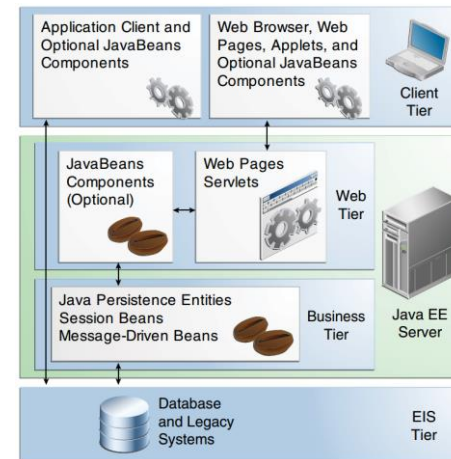 Application Client and
Optional JavaBeans
Components
Web Browser, Web
Pages, Applets, and
Optional JavaBeans
Components
Client
Tier
JavaBeans
Components
(Optional)
Web Pages
Servlets
Web
Tier
Java Persistence Entities
Session Beans
Message-Driven Beans
Business
Tier
Java EE
Server
Database
and Legacy
Systems
EIS
Tier